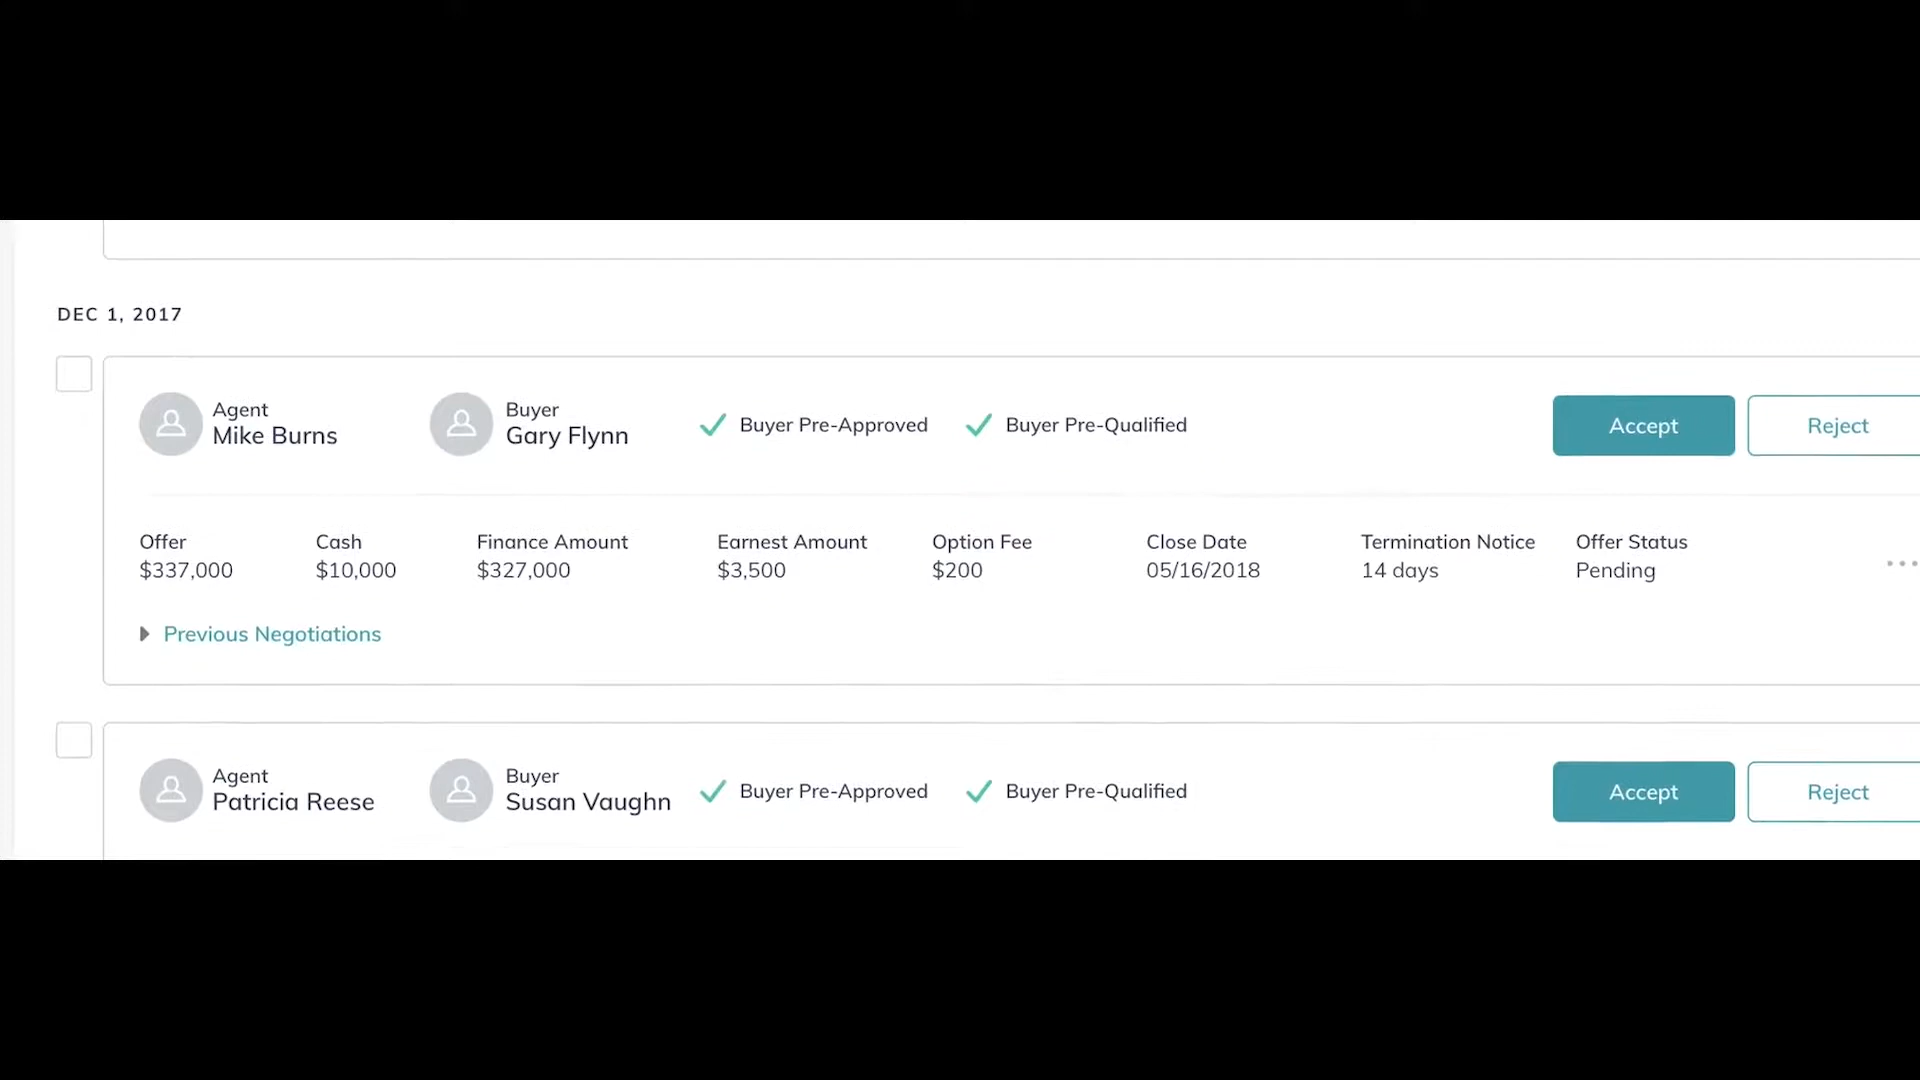 DEC 1, 2017
Agent
Mike Burns
Buyer
Gary Flynn
Buyer Pre-Approved
Buyer Pre-Qualified
Accept
Reject
Offer Cash Finance Amount Earnest Amount Option Fee Close Date Termination Notice Offer Status
$337,000 $10,000 $327,000 $3,500 $200 05/16/2018 14 days Pending
Previous Negotiations
Agent
Patricia Reese
Buyer
Susan Vaughn
Buyer Pre-Approved
Buyer Pre-Qualified
Accept
Reject